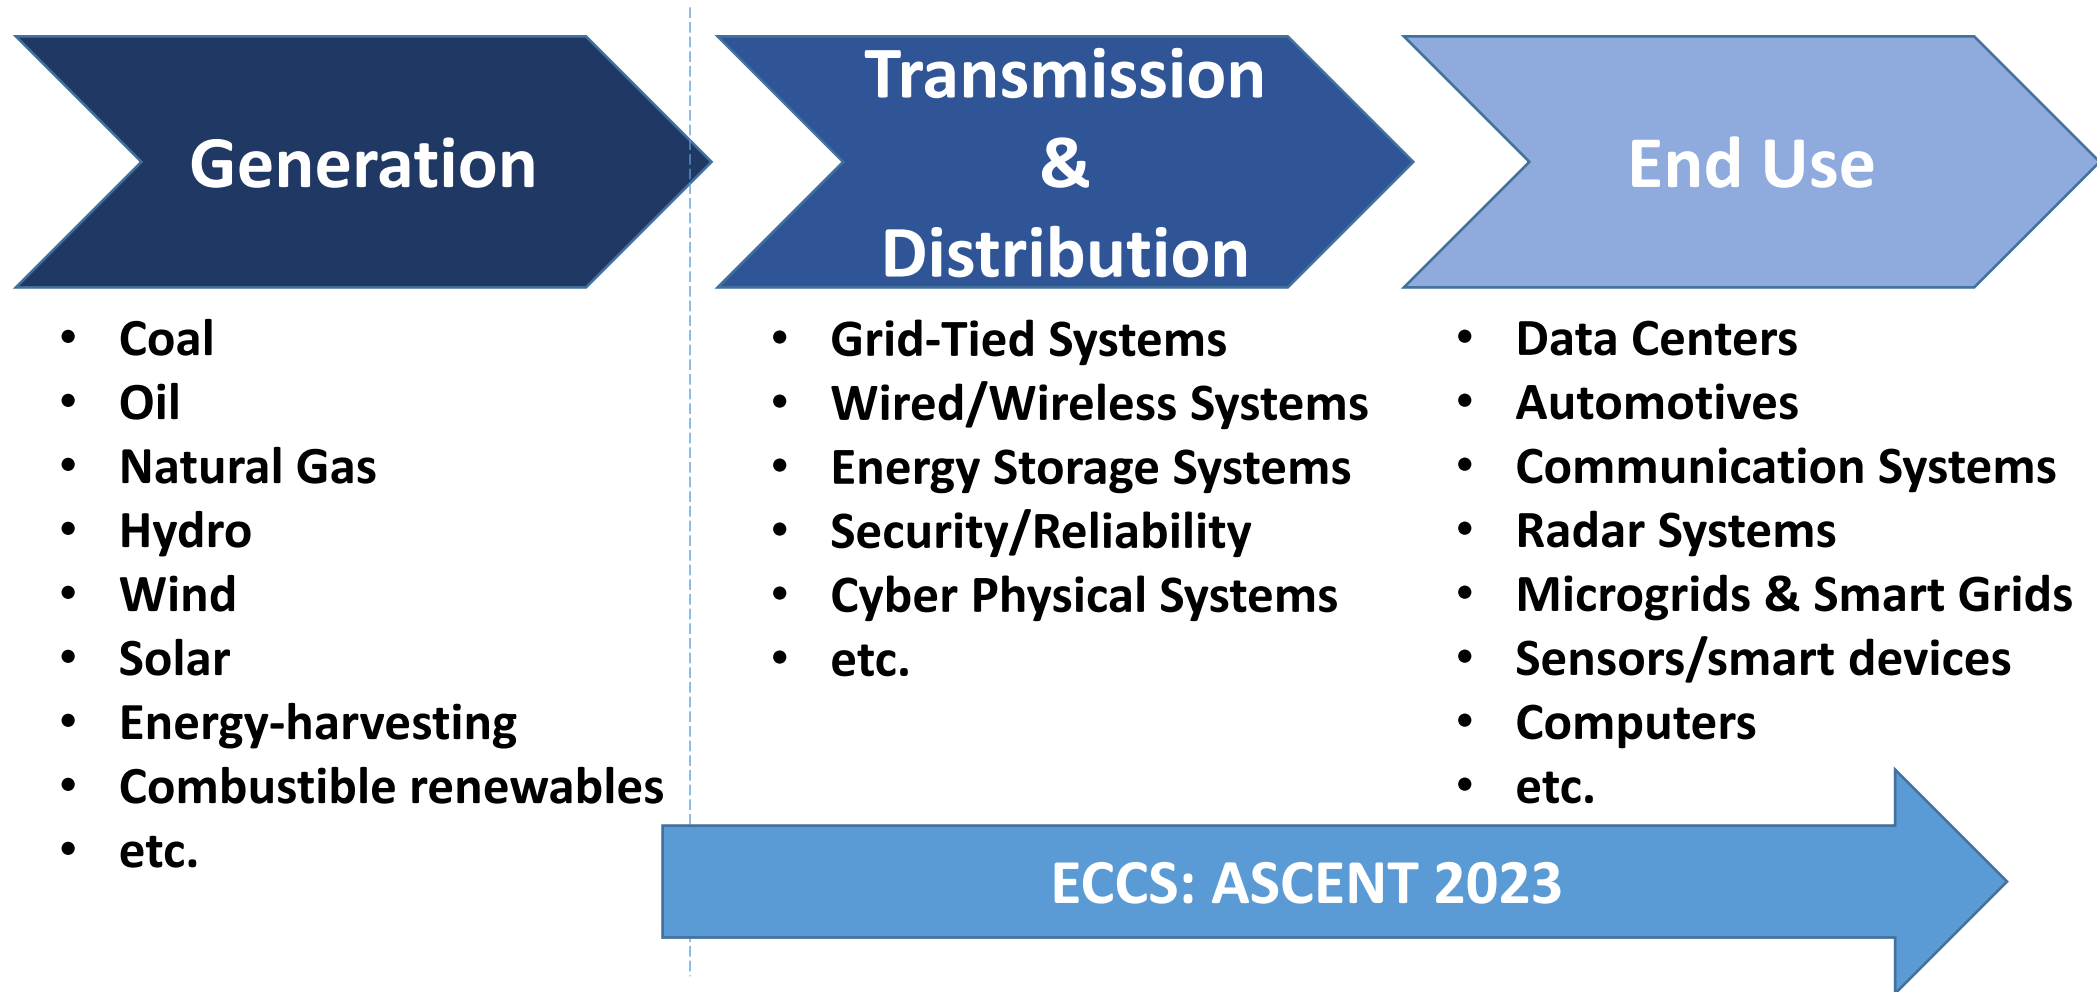 Generation
• Coal
• Oil
• Natural Gas
• Hydro
• Wind
• Solar
• Energy-harvesting
• Combustible renewables
• etc.
Transmission
&
Distribution
• Grid-Tied Systems
• Wired/Wireless Systems
• Energy Storage Systems
• Security/Reliability
• Cyber Physical Systems
• etc.
End Use
• Data Centers
• Automotives
• Communication Systems
• Radar Systems
• Microgrids & Smart Grids
• Sensors/smart devices
• Computers
• etc.
ECCS: ASCENT 2023